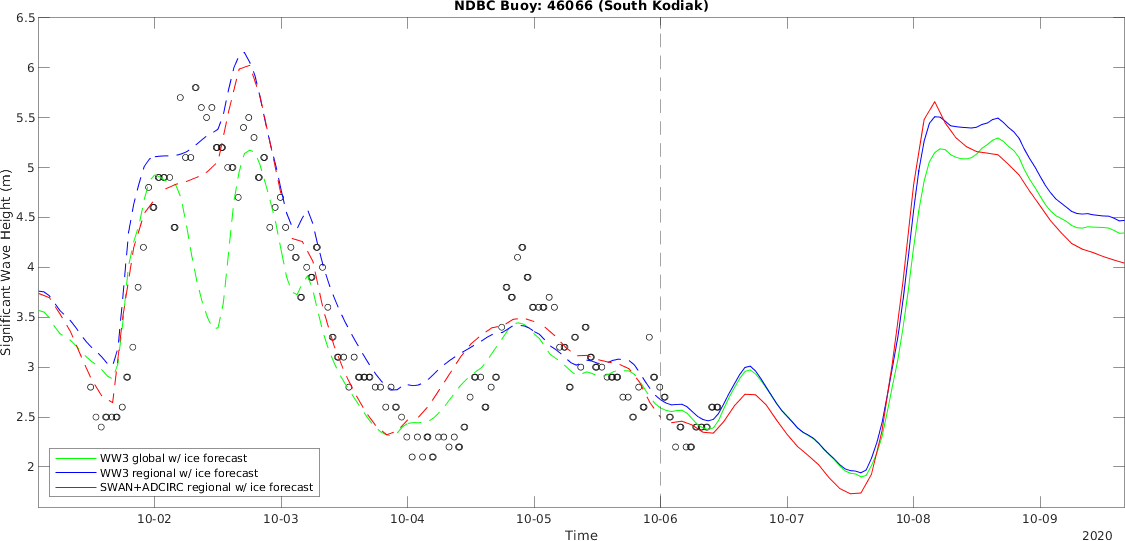 NDBC Buoy: 46066 (South Kodiak)
6.5
6
5.5
5
4.5
4
3.5
3
2.5
2
Significant Wave Height (m)
WW3 global w/ ice forecast
WW3 regional w/ ice forecast
SWAN+ADCIRC regional w/ ice forecast
10-02 10-03 10-04 10-05 10-06 10-07 10-08 10-09
Time 2020